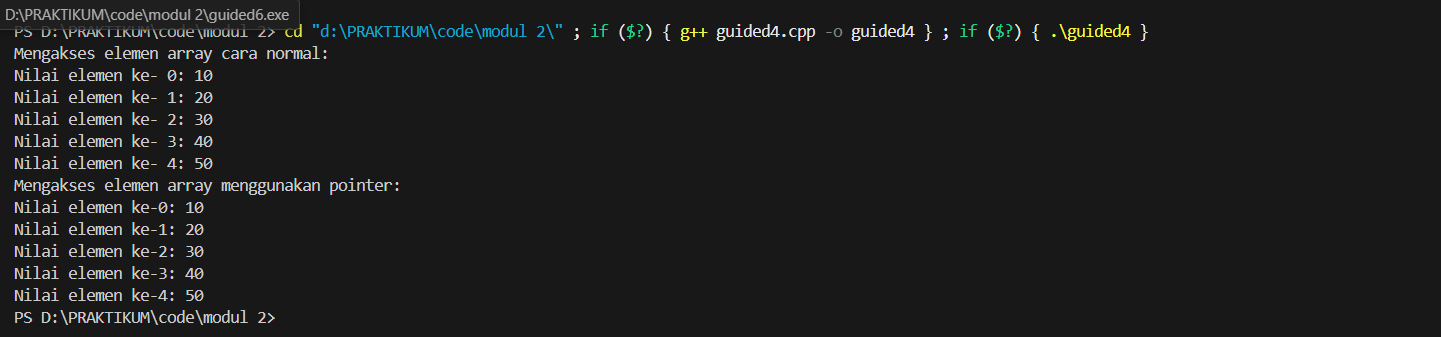 D:\PRAKTIKUM\code\modul 2\guided6.exe
PS D:\PRAKTIKUM\code\modul 2> cd "d:\PRAKTIKUM\code\modul 2\" ; if ($?) { g++ guided4.cpp -o guided4 } ; if ($?) { .\guided4 }
Mengakses elemen array cara normal:
Nilai elemen ke- 0: 10
Nilai elemen ke- 1: 20
Nilai elemen ke- 2: 30
Nilai elemen ke- 3: 40
Nilai elemen ke- 4: 50
Mengakses elemen array menggunakan pointer:
Nilai elemen ke-0: 10
Nilai elemen ke-1: 20
Nilai elemen ke-2: 30
Nilai elemen ke-3: 40
Nilai elemen ke-4: 50
PS D:\PRAKTIKUM\code\modul 2>